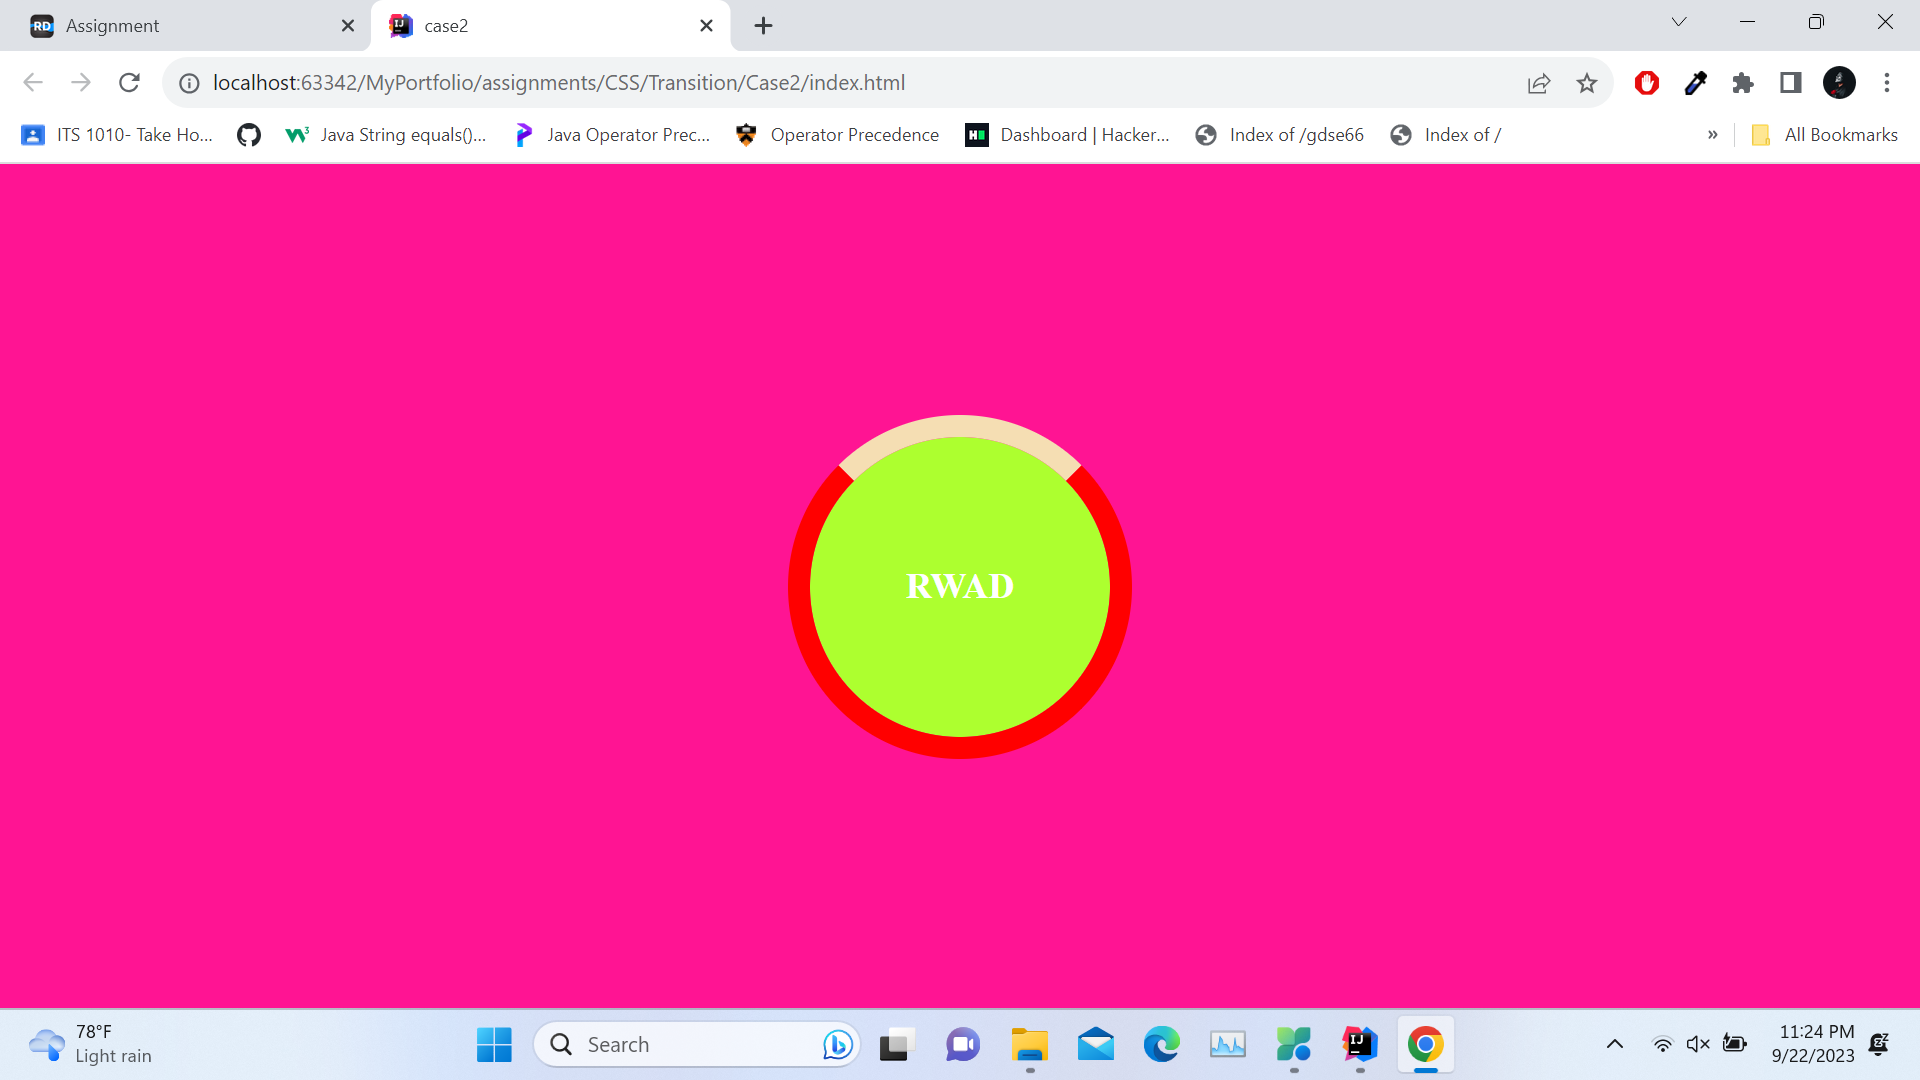 RD Assignment
case2
localhost:63342/MyPortfolio/assignments/CSS/Transition/Case2/index.html
ITS 1010- Take Ho...
Java String equals()...
Java Operator Prec...
Operator Precedence
Dashboard | Hacker...
Index of /gdse66
Index of /
» All Bookmarks
RWAD
78°F
Light rain
Search
11:24 PM
9/22/2023